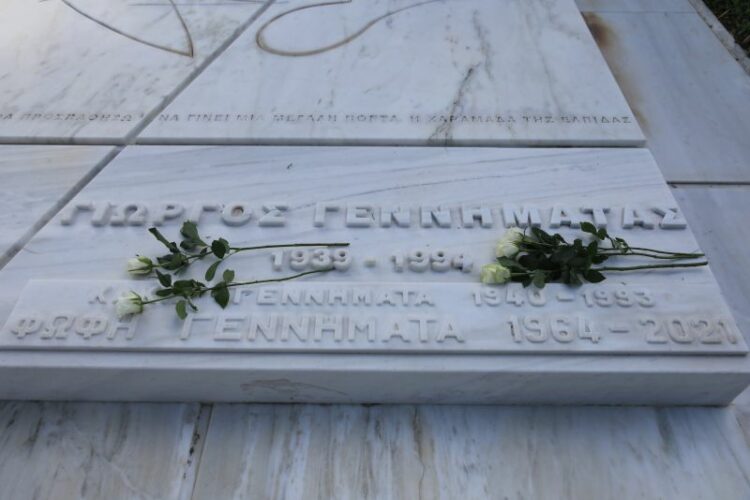 ΠΡΟΣΠΑΘΗΣΩ ΝΑ ΓΙΝΕΙ ΜΙΑ ΜΕΓΑΛΗ ΠΟΡΤΑ Η ΧΑΡΑΜΑΔΑ ΤΗΣ ΕΛΠΙΔΑΣ
ΓΙΩΡΓΟΣ ΓΕΝΝΗΜΑΤΑΣ
1939 - 1994
ΓΕΝΝΗΜΑΤΑ 1940 - 1993
ΦΩΦΗ ΓΕΝΝΗΜΑΤΑ 1964 - 2021